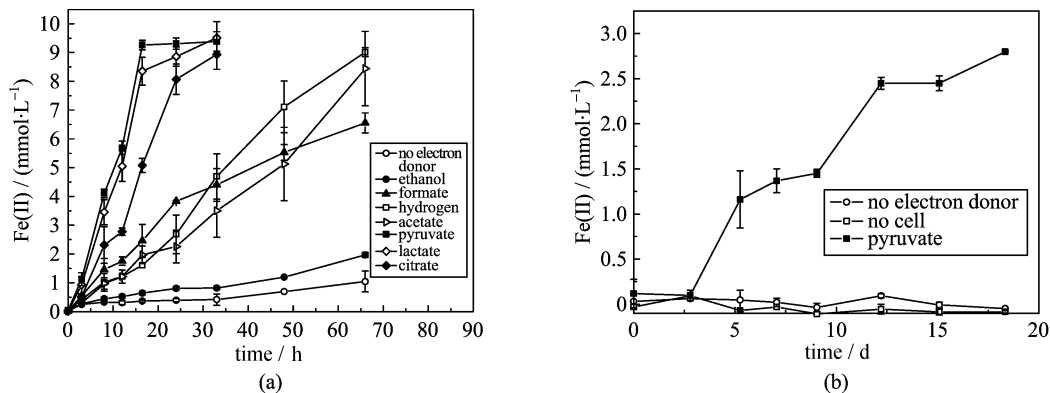 10
9
8
7
6
5
4
3
2
1
0
Fe(II) / (mmol·L⁻¹)
0 10 20 30 40 50 60 70 80 90
time / h
no electron
donor
ethanol
formate
hydrogen
acetate
pyruvate
lactate
citrate
(a)
3.0
2.5
2.0
1.5
1.0
0.5
0
Fe(II) / (mmol·L⁻¹)
0 5 10 15 20
time / d
no electron donor
no cell
pyruvate
(b)